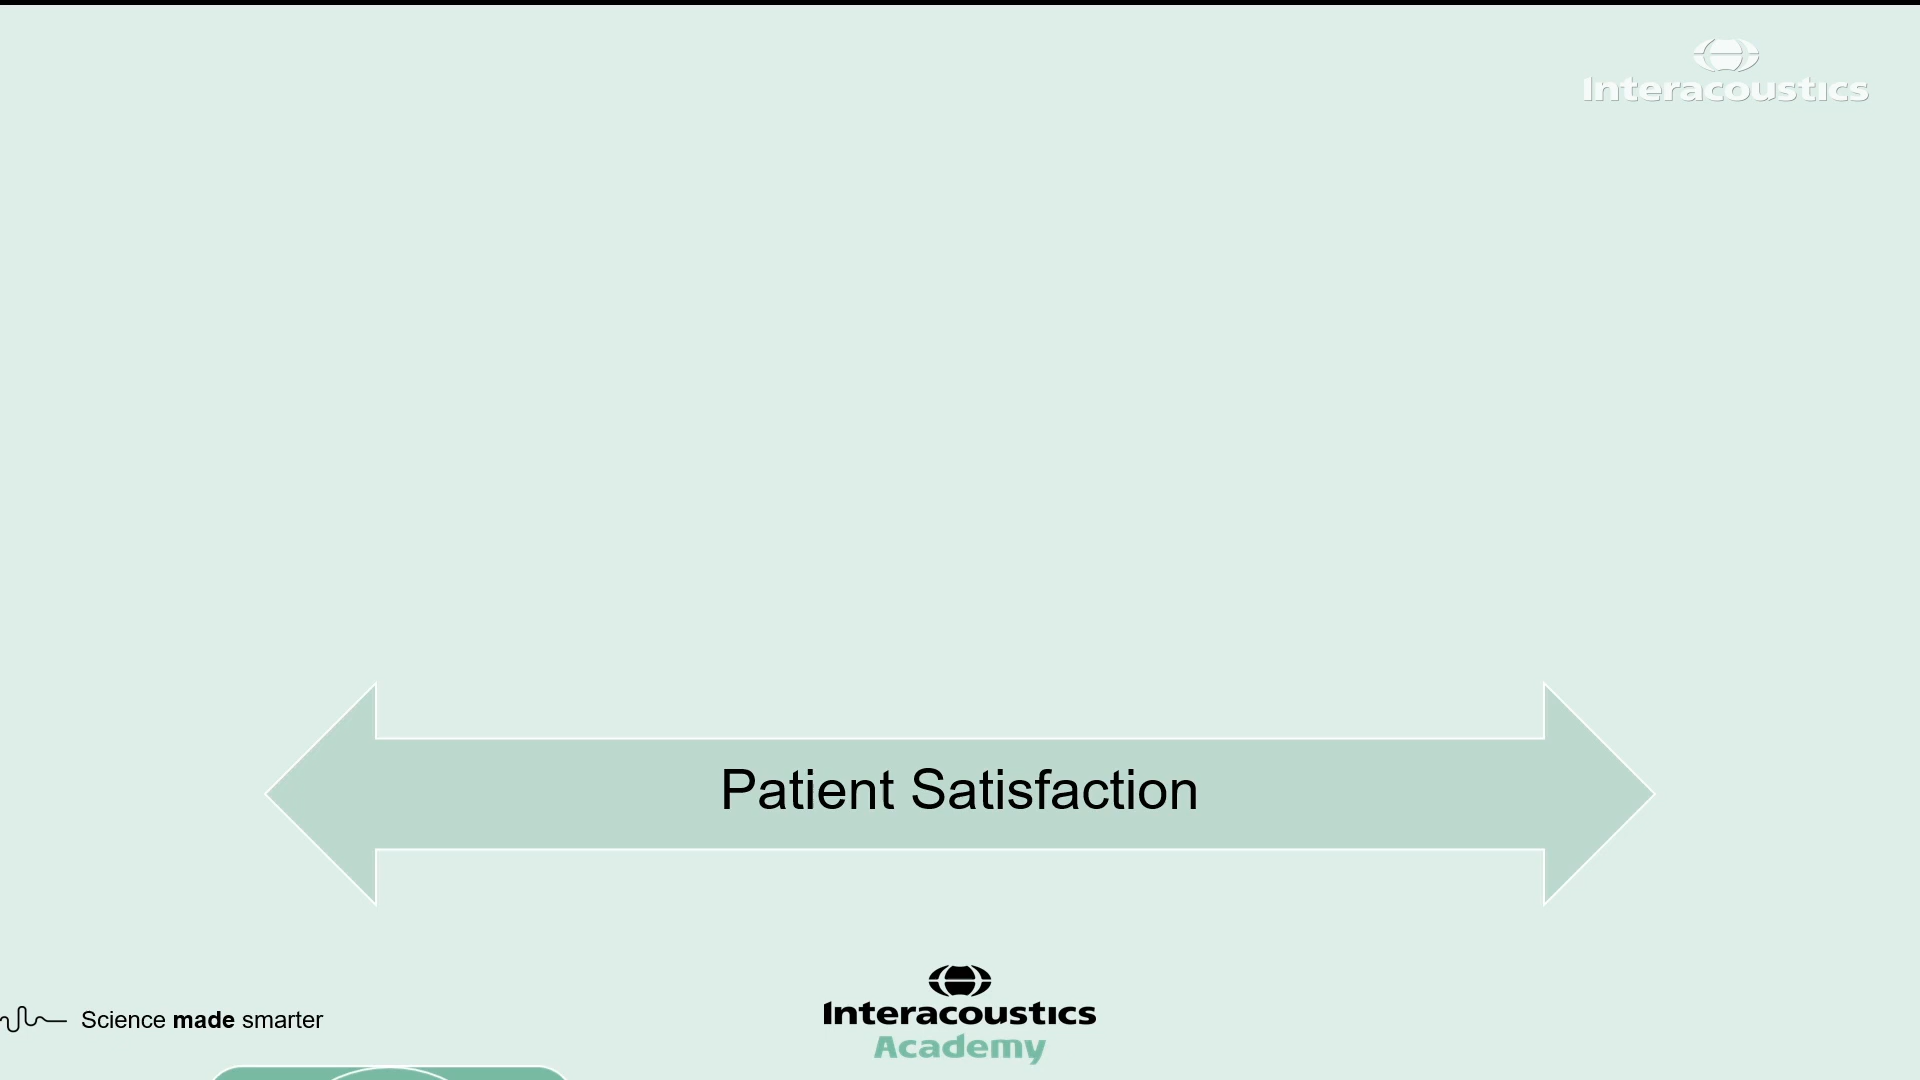 Interacoustics
Patient Satisfaction
Science made smarter
Interacoustics
Academy